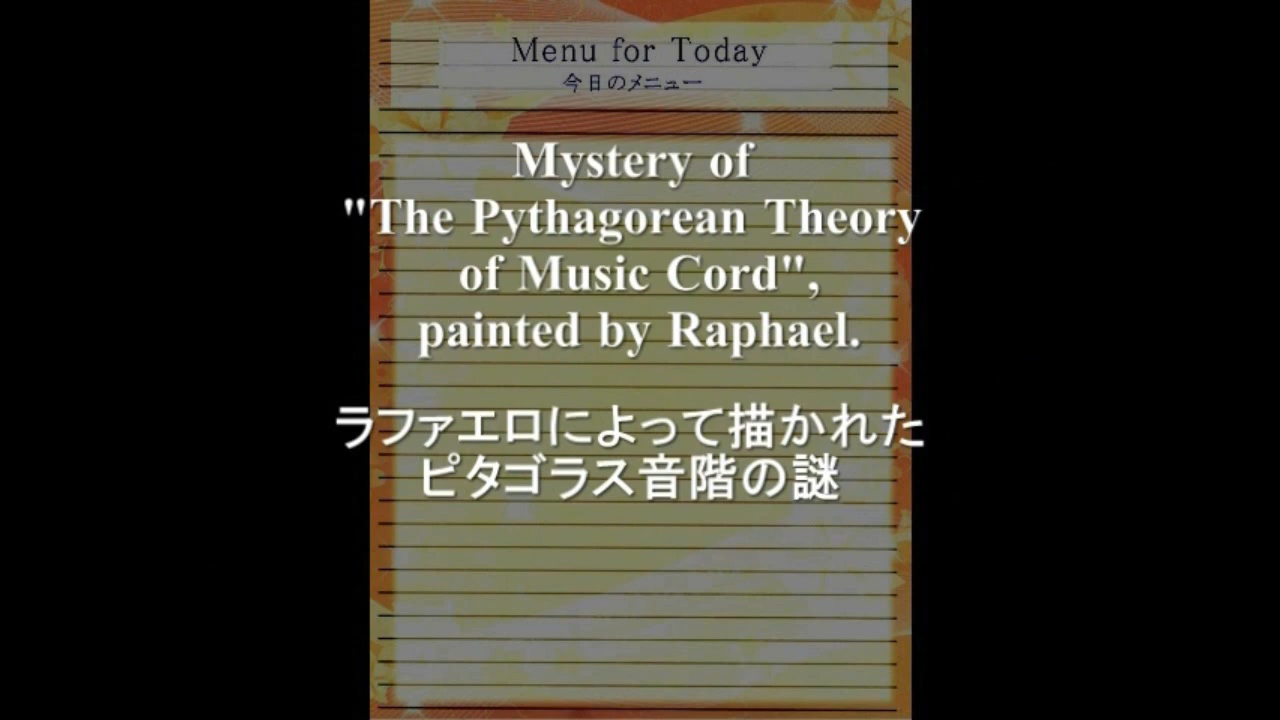 Menu for Today
今日のメニュー
Mystery of
"The Pythagorean Theory
of Music Cord",
painted by Raphael.
ラファエロによって描かれた
ピタゴラス音階の謎